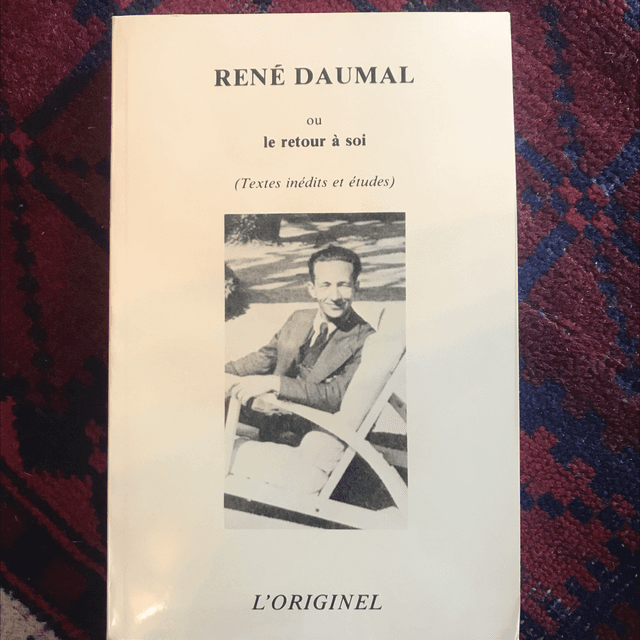 RENÉ DAUMAL
ou
le retour à soi
(Textes inédits et études)
L'ORIGINEL